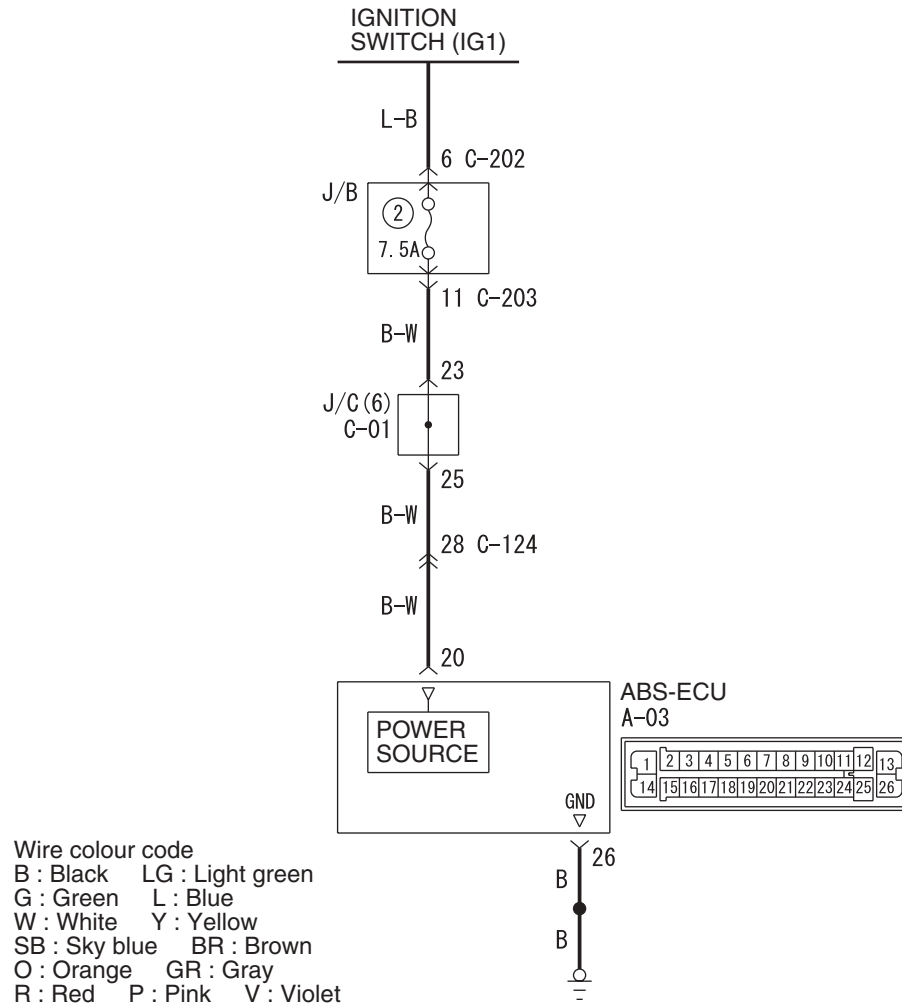 IGNITION
SWITCH (IG1)
L-B
6 C-202
J/B
2
7.5A
11 C-203
B-W
23
J/C(6)
C-01
25
B-W
28 C-124
B-W
20
ABS-ECU
A-03
POWER
SOURCE
1 2 3 4 5 6 7 8 9 10 11 12 13
14 15 16 17 18 19 20 21 22 23 24 25 26
GND
26
B
B
Wire colour code
B : Black LG : Light green
G : Green L : Blue
W : White Y : Yellow
SB : Sky blue BR : Brown
O : Orange GR : Gray
R : Red P : Pink V : Violet